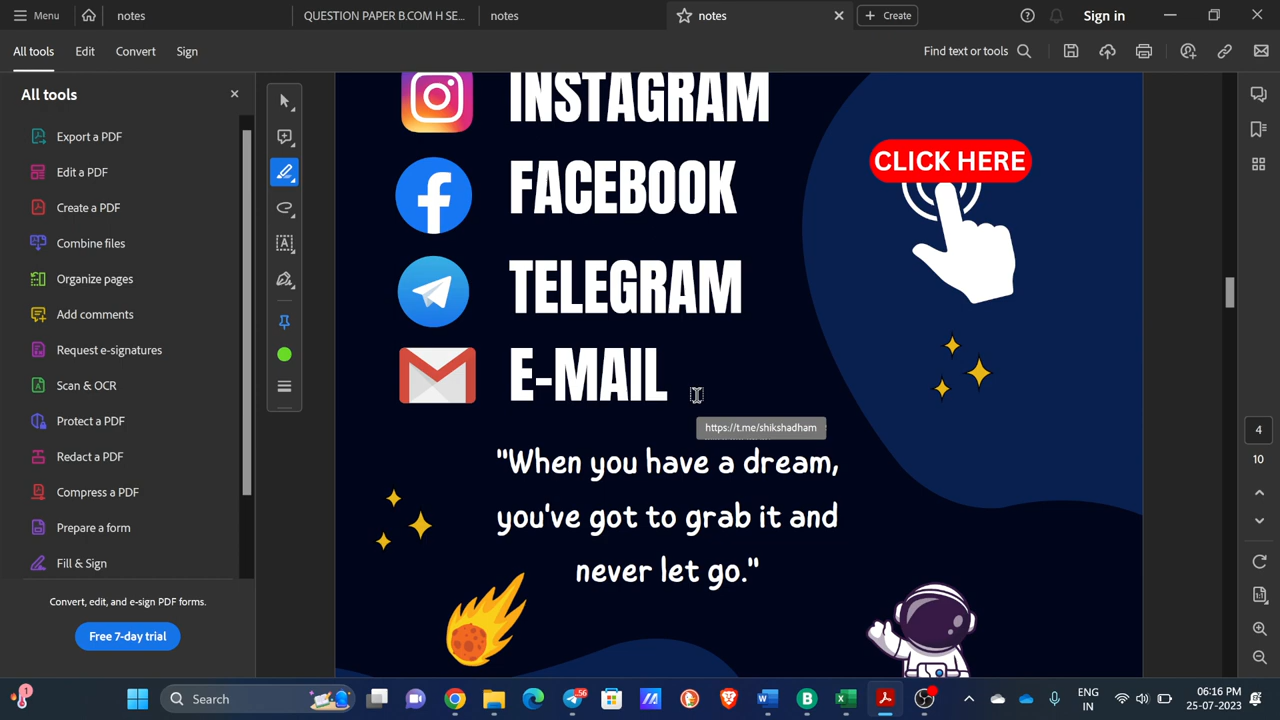 Menu
notes
QUESTION PAPER B.COM H SE...
notes
notes
Create
Sign in
All tools
Edit
Convert
Sign
Find text or tools
All tools
Export a PDF
Edit a PDF
Create a PDF
Combine files
Organize pages
Add comments
Request e-signatures
Scan & OCR
Protect a PDF
Redact a PDF
Compress a PDF
Prepare a form
Fill & Sign
Convert, edit, and e-sign PDF forms.
Free 7-day trial
INSTAGRAM
FACEBOOK
TELEGRAM
E-MAIL
CLICK HERE
https://t.me/shikshadham
"When you have a dream,
you've got to grab it and
never let go."
4
10
Search
56
ENG
IN
06:16 PM
25-07-2023